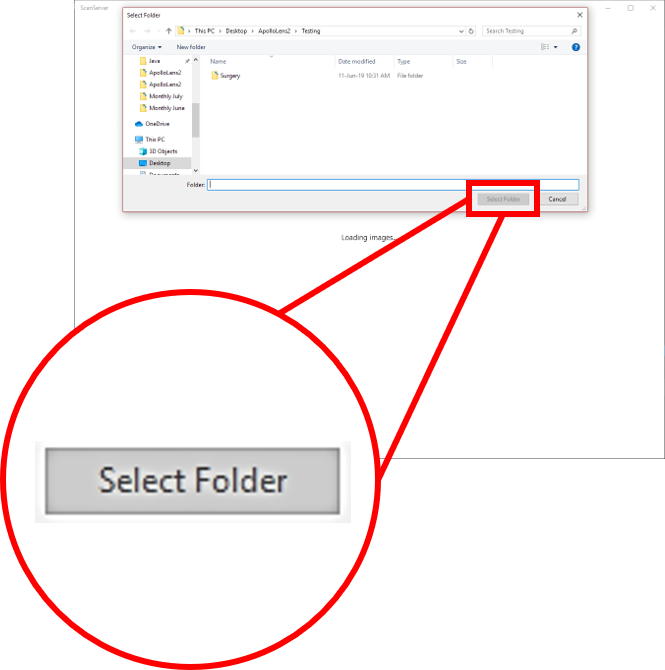 ScanServer
Select Folder
This PC > Desktop > ApolloLens2 > Testing
Search Testing
Organize
New folder
Name
Date modified
Type
Size
Java
ApolloLens2
ApolloLens2
Monthly July
Monthly June
OneDrive
This PC
3D Objects
Desktop
Documents
Surgery
11-Jun-19 10:31 AM
File folder
Folder:
Select Folder
Cancel
Loading images...
Select Folder